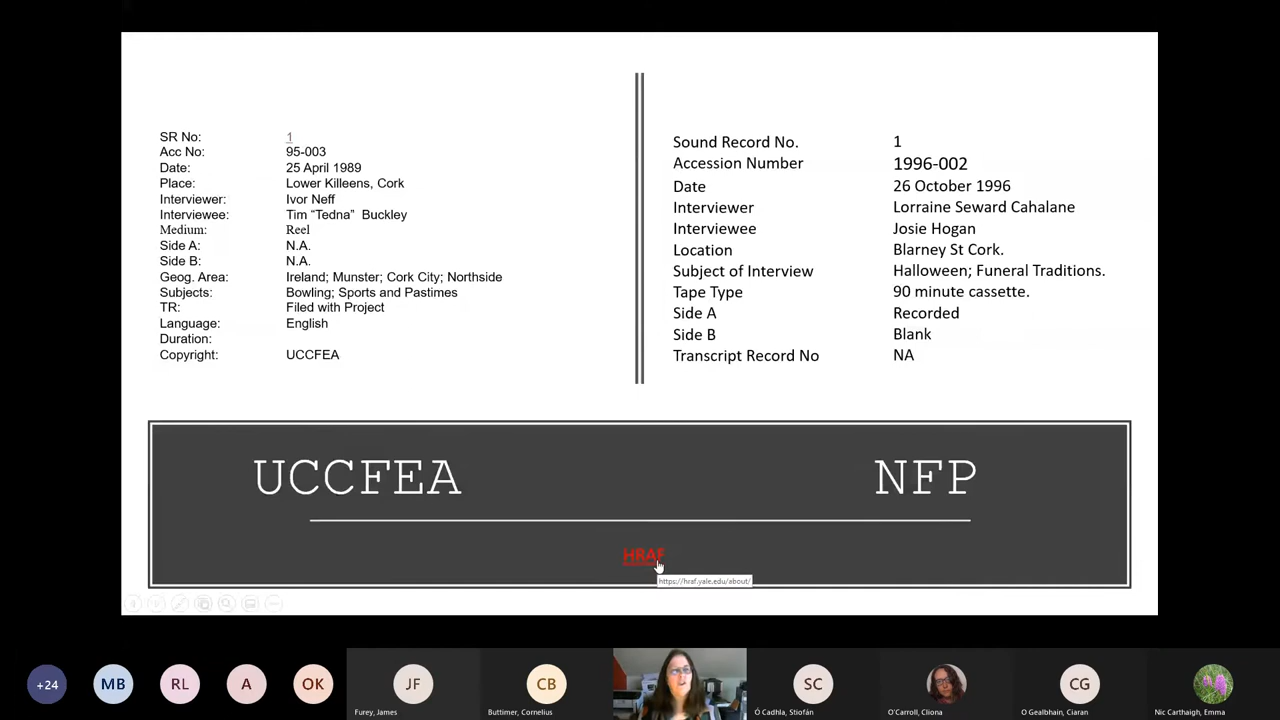 SR No: 1
Acc No: 95-003
Date: 25 April 1989
Place: Lower Killeens, Cork
Interviewer: Ivor Neff
Interviewee: Tim “Tedna” Buckley
Medium: Reel
Side A: N.A.
Side B: N.A.
Geog. Area: Ireland; Munster; Cork City; Northside
Subjects: Bowling; Sports and Pastimes
TR: Filed with Project
Language: English
Duration:
Copyright: UCCFEA
Sound Record No. 1
Accession Number 1996-002
Date 26 October 1996
Interviewer Lorraine Seward Cahalane
Interviewee Josie Hogan
Location Blarney St Cork.
Subject of Interview Halloween; Funeral Traditions.
Tape Type 90 minute cassette.
Side A Recorded
Side B Blank
Transcript Record No NA
UCCFEA NFP
HRAF
https://hraf.yale.edu/about/
+24 MB RL A OK JF CB SC CG
Furey, James Buttimer, Cornelius Ó Cadhla, Stiofán O'Carroll, Cliona O Gealbhain, Ciaran Nic Carthaigh, Emma